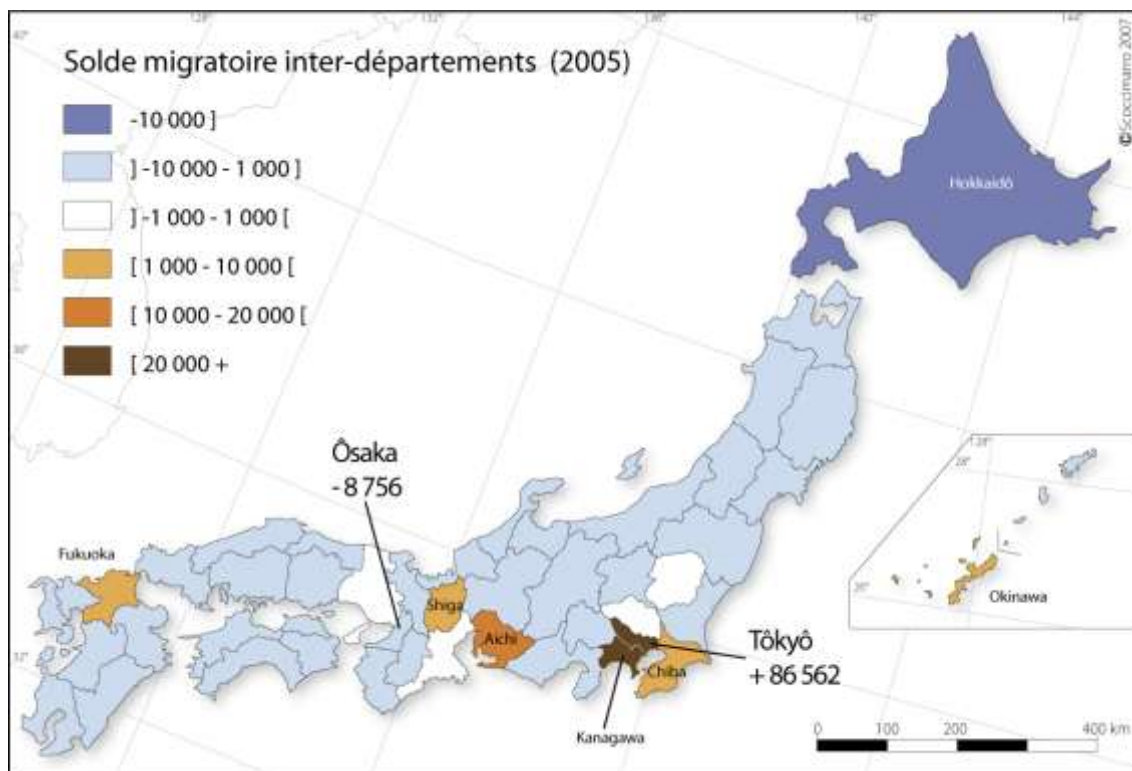 Solde migratoire inter-départements (2005)
-10 000 ]
] -10 000 - 1 000 ]
] -1 000 - 1 000 [
[ 1 000 - 10 000 [
[ 10 000 - 20 000 [
[ 20 000 +
©Scoccimarro 2007
Hokkaidô
Ôsaka
- 8 756
Fukuoka
Shiga
Aichi
Chiba
Kanagawa
Tôkyô
+ 86 562
28°
Okinawa
0 100 200 400 km